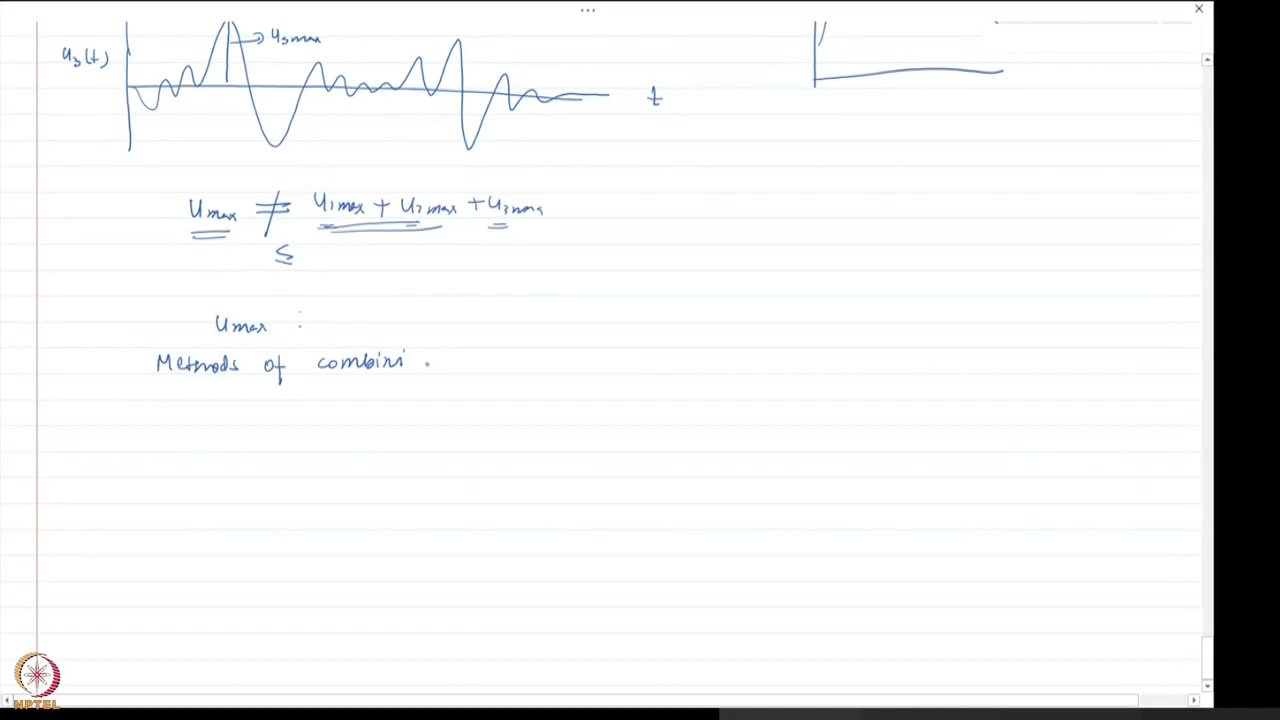 u₃(t) → u₃max
t
umax ≠ u₁max + u₂max + u₃max
≤
umax :
Methods of combini
NPTEL